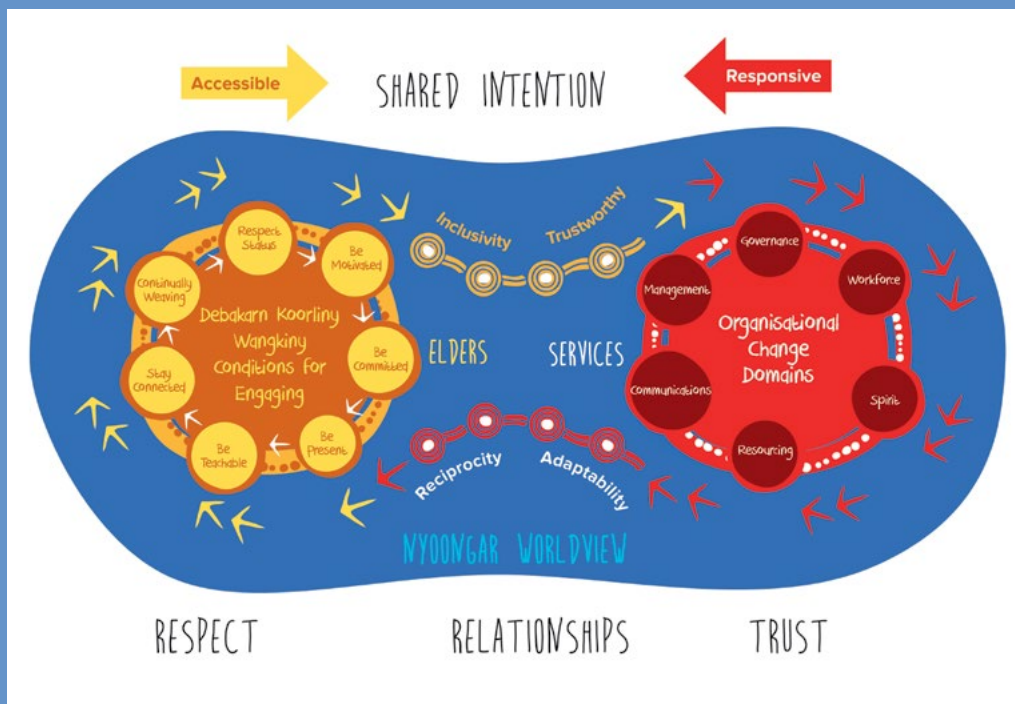 Accessible
SHARED INTENTION
Responsive
Inclusivity
Trustworthy
Respect
Status
Be
Motivated
Be
Committed
Be
Present
Be
Teachable
Stay
Connected
Continually
Weaving
Debakarn Koorliny
Wangkiny
Conditions for
Engaging
ELDERS
SERVICES
Governance
Workforce
Spirit
Resourcing
Communications
Management
Organisational
Change
Domains
Reciprocity
Adaptability
NYOONGAR WORLDVIEW
RESPECT
RELATIONSHIPS
TRUST